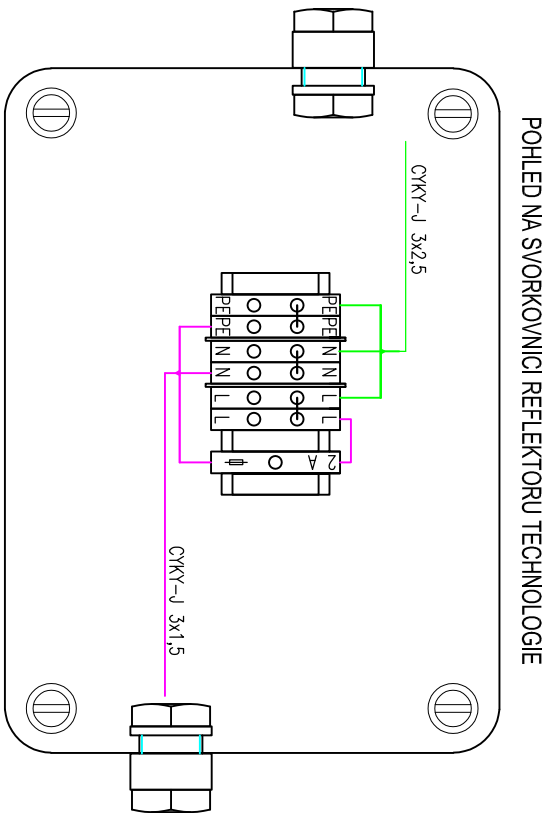 POHLED NA SVORKOVNICI REFLEKTORU TECHNOLOGIE
CYKY-J 3x2,5
PE PE
PE PE
N N
N N
L L
L L
2 A
CYKY-J 3x1,5